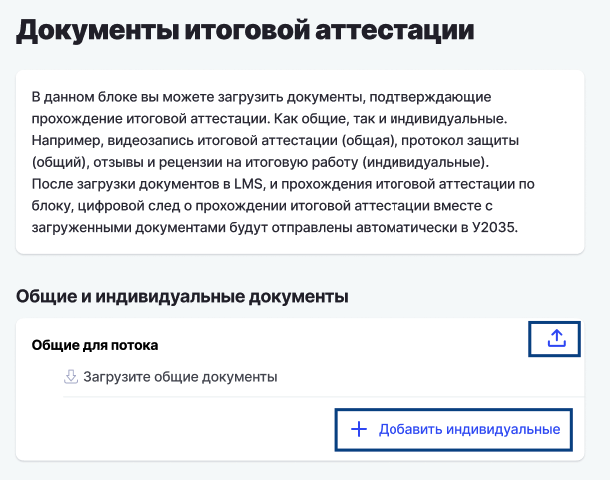 Документы итоговой аттестации
В данном блоке вы можете загрузить документы, подтверждающие
прохождение итоговой аттестации. Как общие, так и индивидуальные.
Например, видеозапись итоговой аттестации (общая), протокол защиты
(общий), отзывы и рецензии на итоговую работу (индивидуальные).
После загрузки документов в LMS, и прохождения итоговой аттестации по
блоку, цифровой след о прохождении итоговой аттестации вместе с
загруженными документами будут отправлены автоматически в У2035.
Общие и индивидуальные документы
Общие для потока
Загрузите общие документы
Добавить индивидуальные